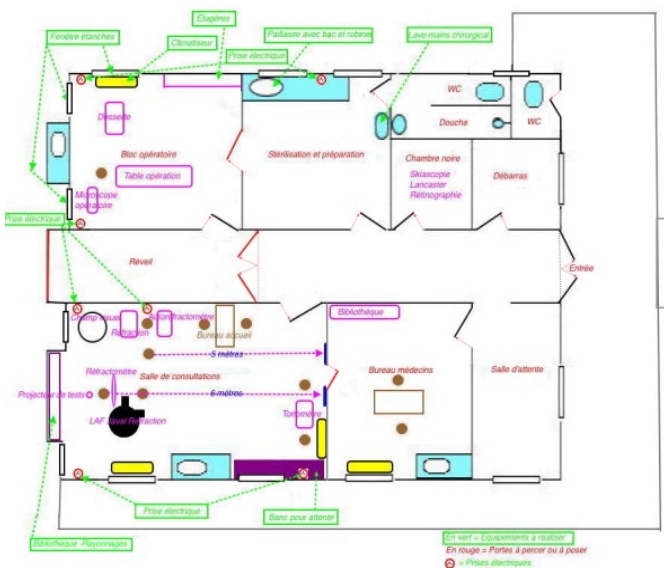 Etagères
Fenêtre étanches
Climatiseur
Prise électrique
Paillasse avec bac et robinet
Lave-mains chirurgical
WC
Desserte
Douche
WC
Bloc opératoire
Stérilisation et préparation
Chambre noire
Skiascopie
Lancaster
Rétinographie
Débarras
Table opération
Microscope
opératoire
Prise électrique
Réveil
Entrée
Champ visuel
Autoréfractomètre
Réfraction
Bureau accueil
Bibliothèque
5 mètres
Réfractomètre
Salle de consultations
Bureau médecins
Salle d'attente
Projecteur de tests
6 mètres
LAF Javal Refraction
Tonomètre
Prise électrique
Banc pour attente
Bibliothèque -Rayonnages
En vert = Equipements à réaliser
En rouge = Portes à percer ou à poser
= Prises électriques